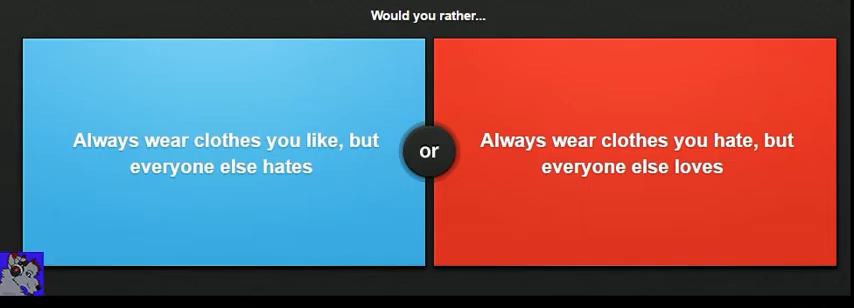 Would you rather...
Always wear clothes you like, but
everyone else hates
or
Always wear clothes you hate, but
everyone else loves